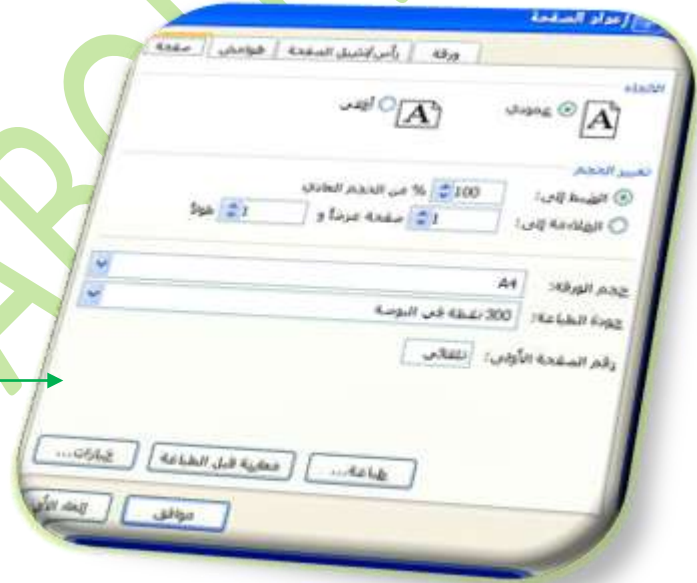 إعداد الصفحة
صفحة هوامش رأس/تذييل الصفحة ورقة
الاتجاه
عمودي أفقي
A A
تغيير الحجم
الضبط إلى: 100 % من الحجم العادي
الملاءمة إلى: 1 صفحة عرضاً و 1 طولاً
حجم الورقة: A4
جودة الطباعة: 300 نقطة في البوصة
رقم الصفحة الأولى: تلقائي
طباعة... معاينة قبل الطباعة خيارات...
موافق إلغاء